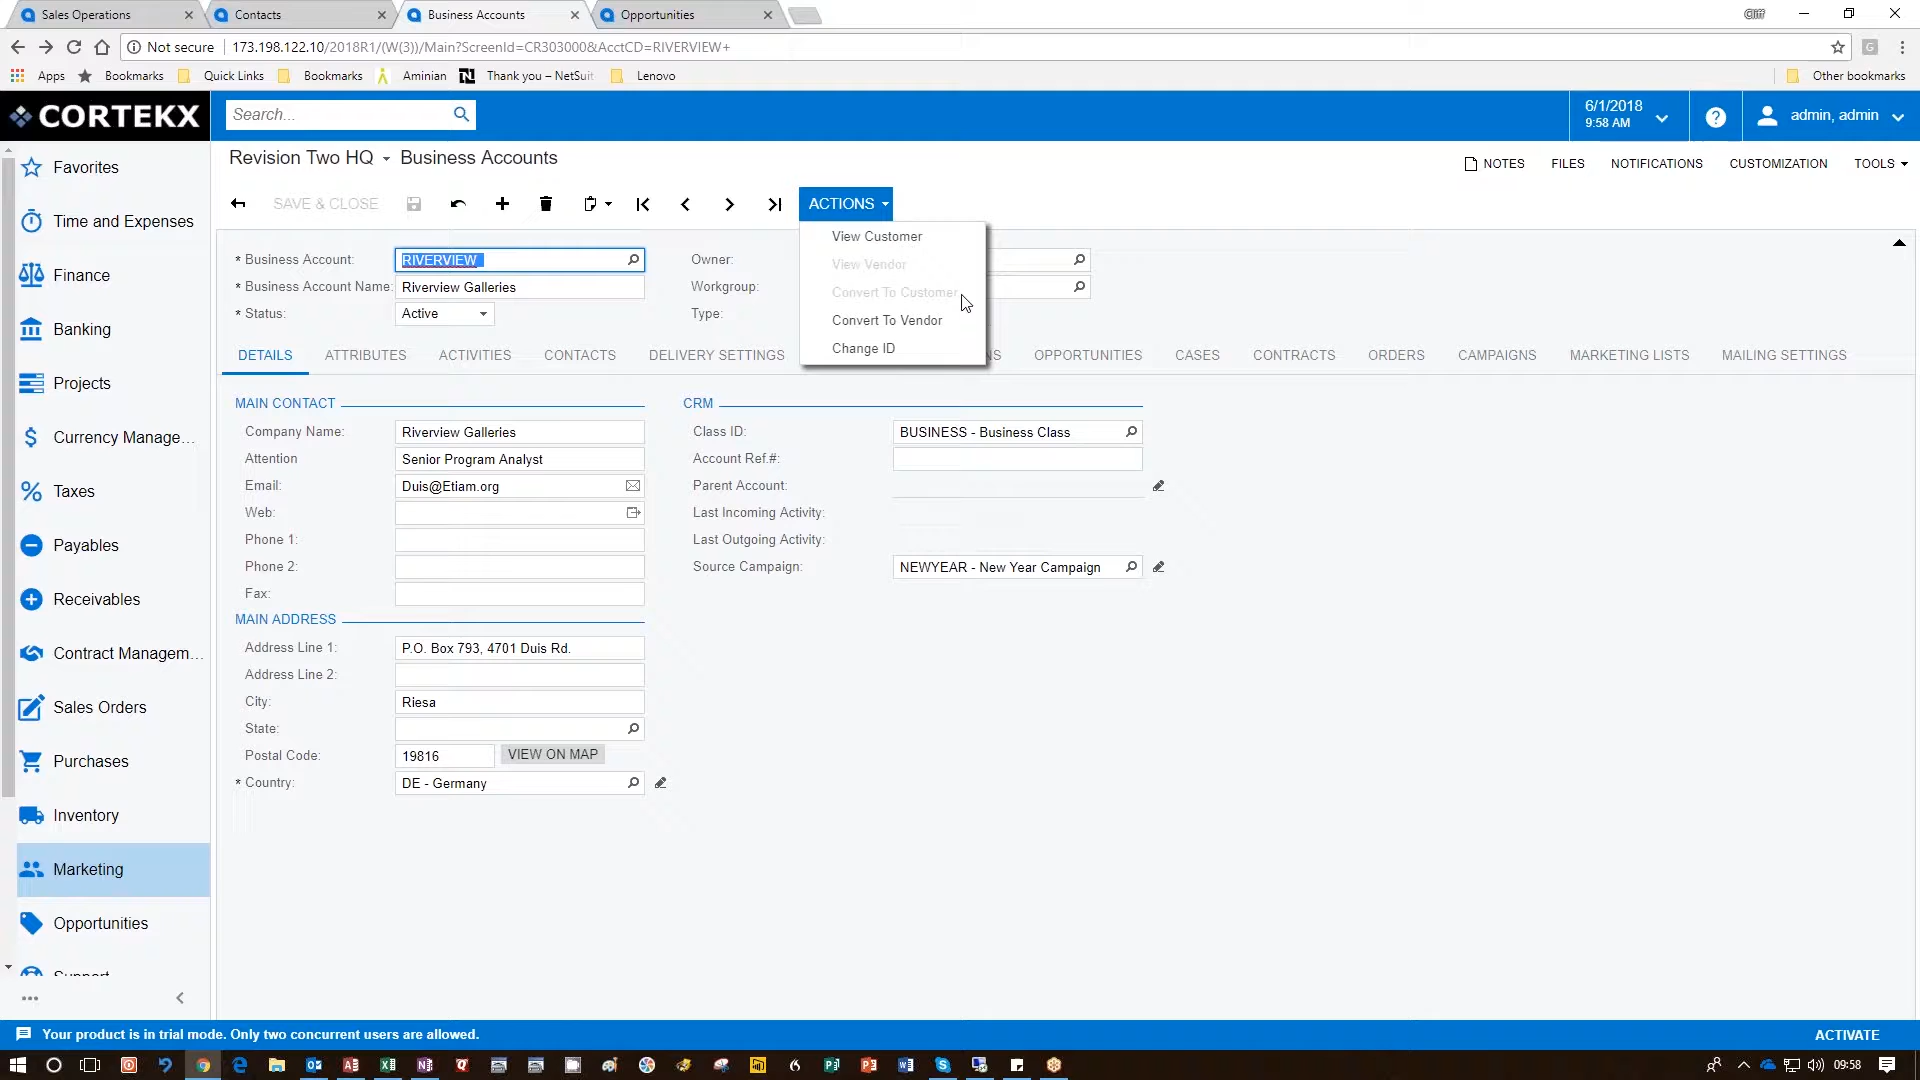 Sales Operations
Contacts
Business Accounts
Opportunities
Cliff
Not secure
173.198.122.10/2018R1/(W(3))/Main?ScreenId=CR303000&AcctCD=RIVERVIEW+
Apps
Bookmarks
Quick Links
Bookmarks
Aminian
Thank you – NetSuit
Lenovo
Other bookmarks
CORTEKX
Search...
6/1/2018
9:58 AM
admin, admin
Favorites
Time and Expenses
Finance
Banking
Projects
Currency Manage...
Taxes
Payables
Receivables
Contract Managem...
Sales Orders
Purchases
Inventory
Marketing
Opportunities
Support
Revision Two HQ
Business Accounts
NOTES
FILES
NOTIFICATIONS
CUSTOMIZATION
TOOLS
SAVE & CLOSE
ACTIONS
View Customer
View Vendor
Convert To Customer
Convert To Vendor
Change ID
* Business Account:
RIVERVIEW
* Business Account Name:
Riverview Galleries
* Status:
Active
Owner:
Workgroup:
Type:
DETAILS
ATTRIBUTES
ACTIVITIES
CONTACTS
DELIVERY SETTINGS
NS
OPPORTUNITIES
CASES
CONTRACTS
ORDERS
CAMPAIGNS
MARKETING LISTS
MAILING SETTINGS
MAIN CONTACT
Company Name:
Riverview Galleries
Attention
Senior Program Analyst
Email:
Duis@Etiam.org
Web:
Phone 1:
Phone 2:
Fax:
MAIN ADDRESS
Address Line 1:
P.O. Box 793, 4701 Duis Rd.
Address Line 2:
City:
Riesa
State:
Postal Code:
19816
VIEW ON MAP
* Country:
DE - Germany
CRM
Class ID:
BUSINESS - Business Class
Account Ref.#:
Parent Account:
Last Incoming Activity:
Last Outgoing Activity:
Source Campaign:
NEWYEAR - New Year Campaign
Your product is in trial mode. Only two concurrent users are allowed.
ACTIVATE
09:58